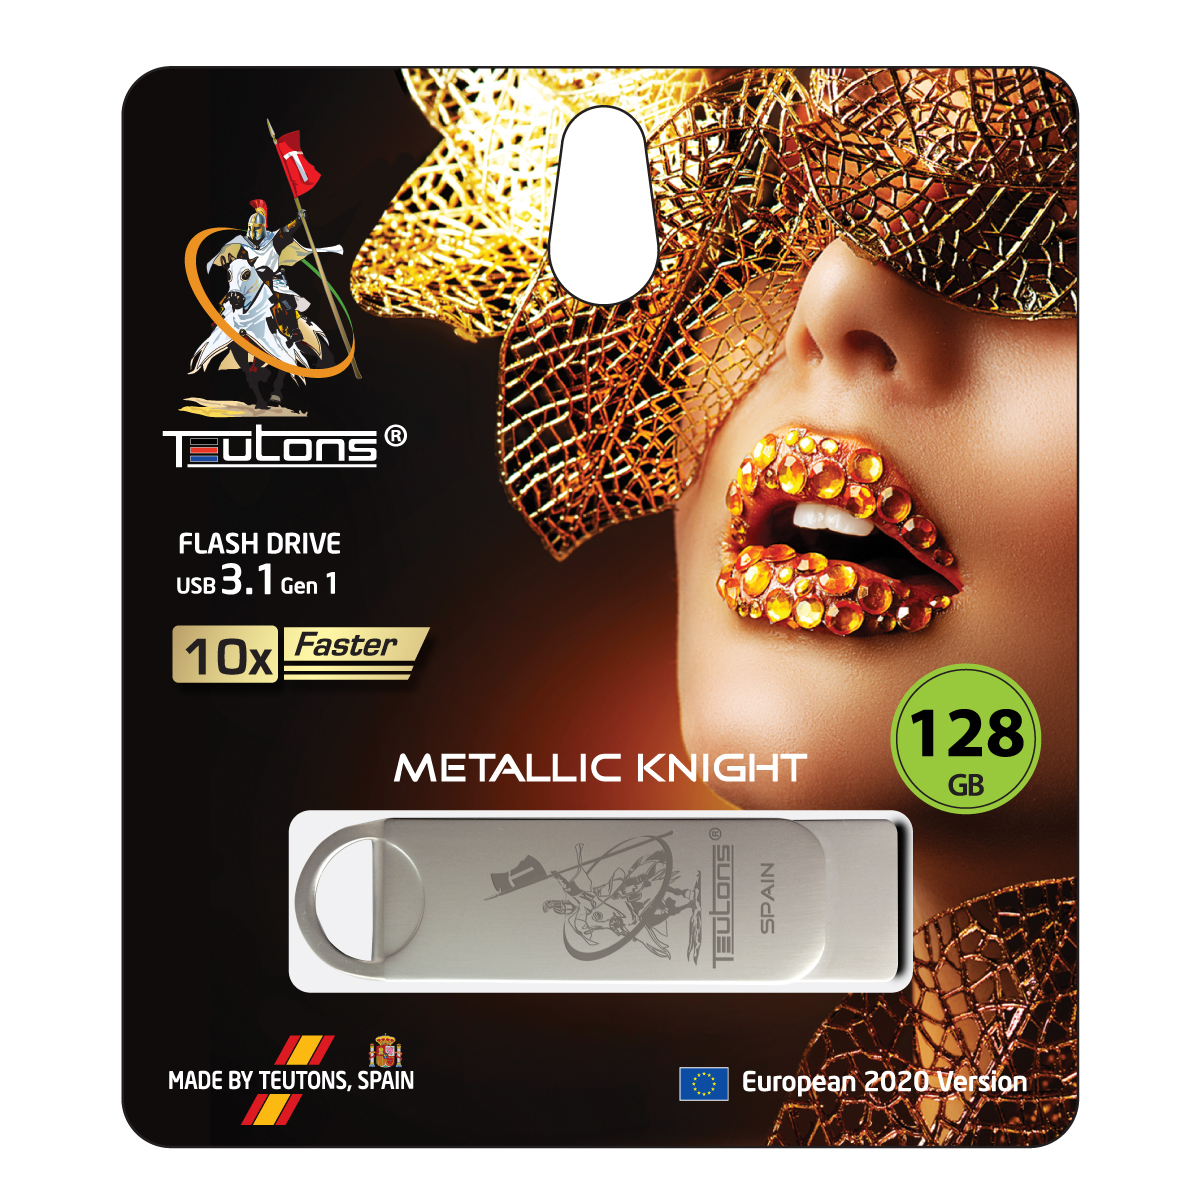 Teutons®
FLASH DRIVE
USB 3.1 Gen 1
10x Faster
METALLIC KNIGHT
128
GB
Teutons®
SPAIN
MADE BY TEUTONS, SPAIN
European 2020 Version